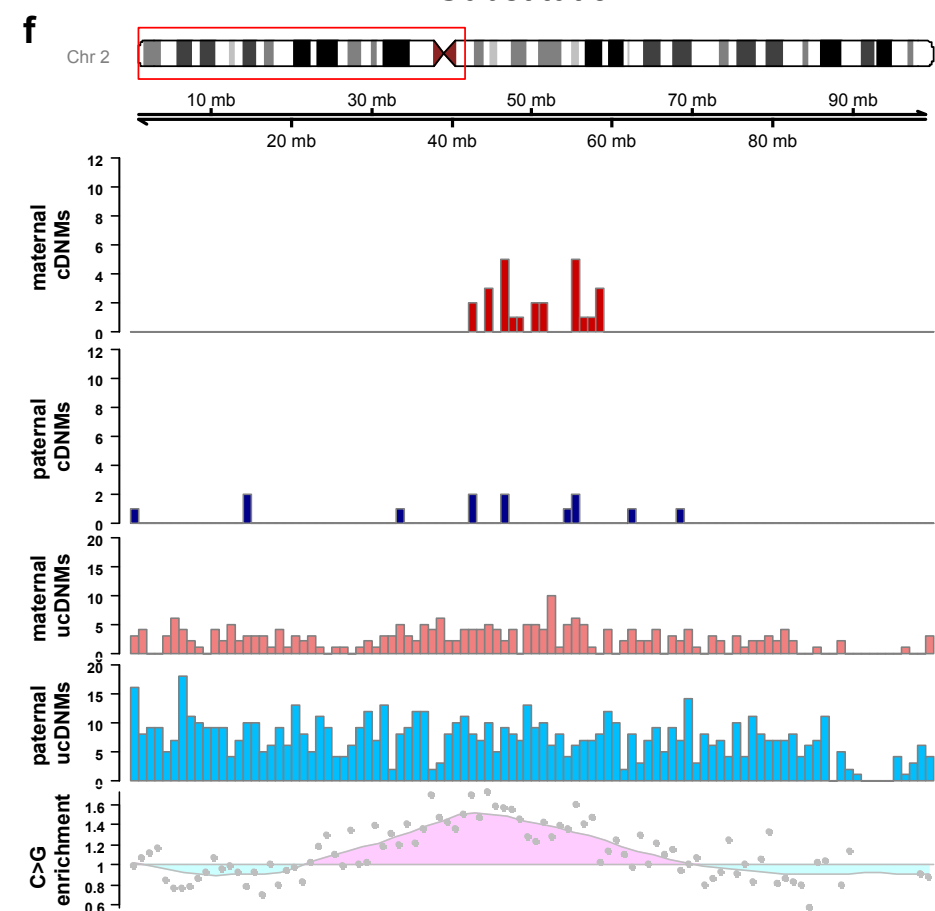 f
Chr 2
10 mb 30 mb 50 mb 70 mb 90 mb
20 mb 40 mb 60 mb 80 mb
maternal
cDNMs
12
10
8
6
4
2
0
paternal
cDNMs
12
10
8
6
4
2
0
maternal
ucDNMs
20
15
10
5
0
paternal
ucDNMs
20
15
10
5
0
C>G
enrichment
1.6
1.4
1.2
1
0.8
0.6